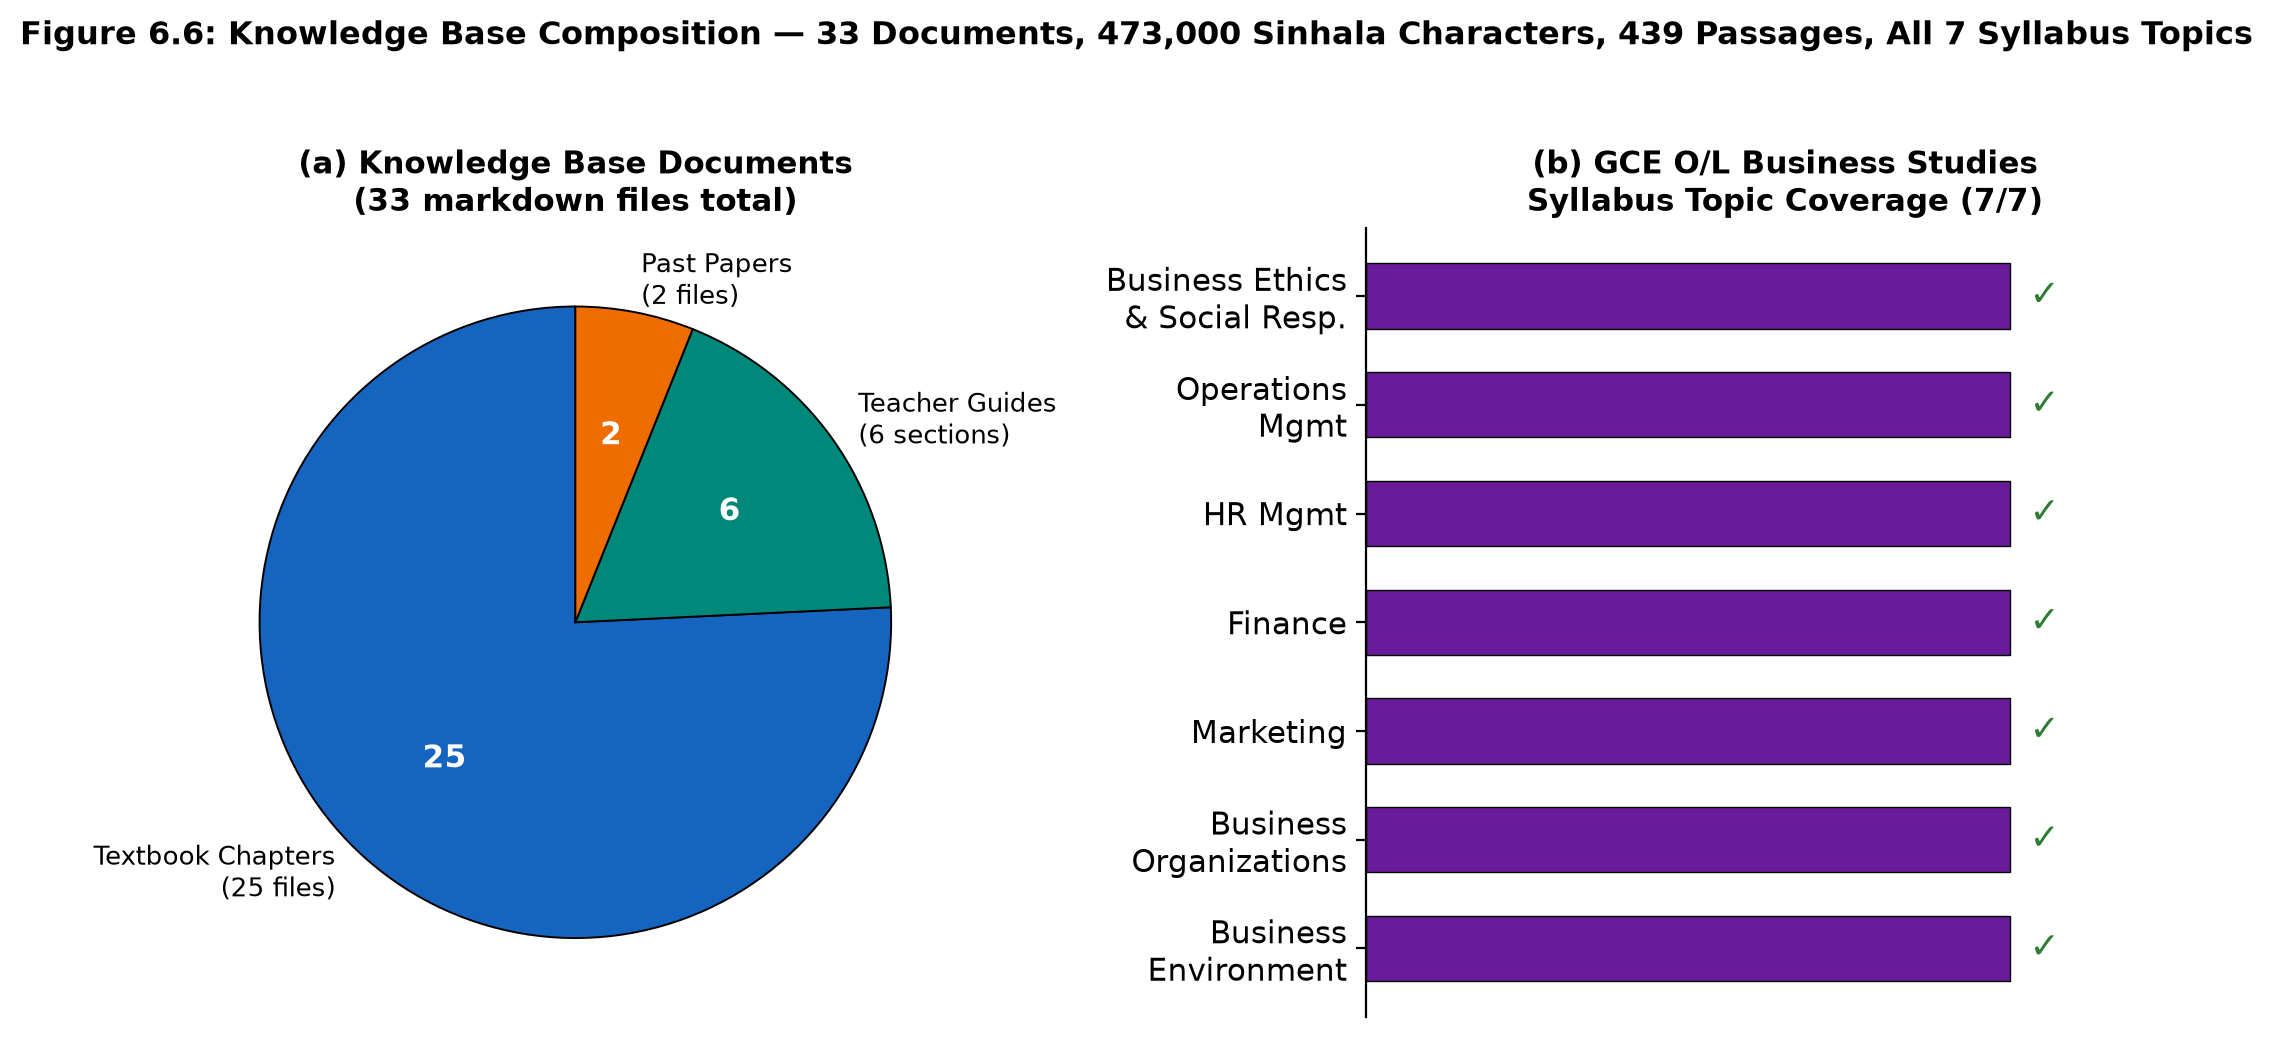 Figure 6.6: Knowledge Base Composition — 33 Documents, 473,000 Sinhala Characters, 439 Passages, All 7 Syllabus Topics
(a) Knowledge Base Documents
(33 markdown files total)
Past Papers
(2 files)
Teacher Guides
(6 sections)
2
6
25
Textbook Chapters
(25 files)
(b) GCE O/L Business Studies
Syllabus Topic Coverage (7/7)
Business Ethics
& Social Resp.
✓
Operations
Mgmt
✓
HR Mgmt
✓
Finance
✓
Marketing
✓
Business
Organizations
✓
Business
Environment
✓